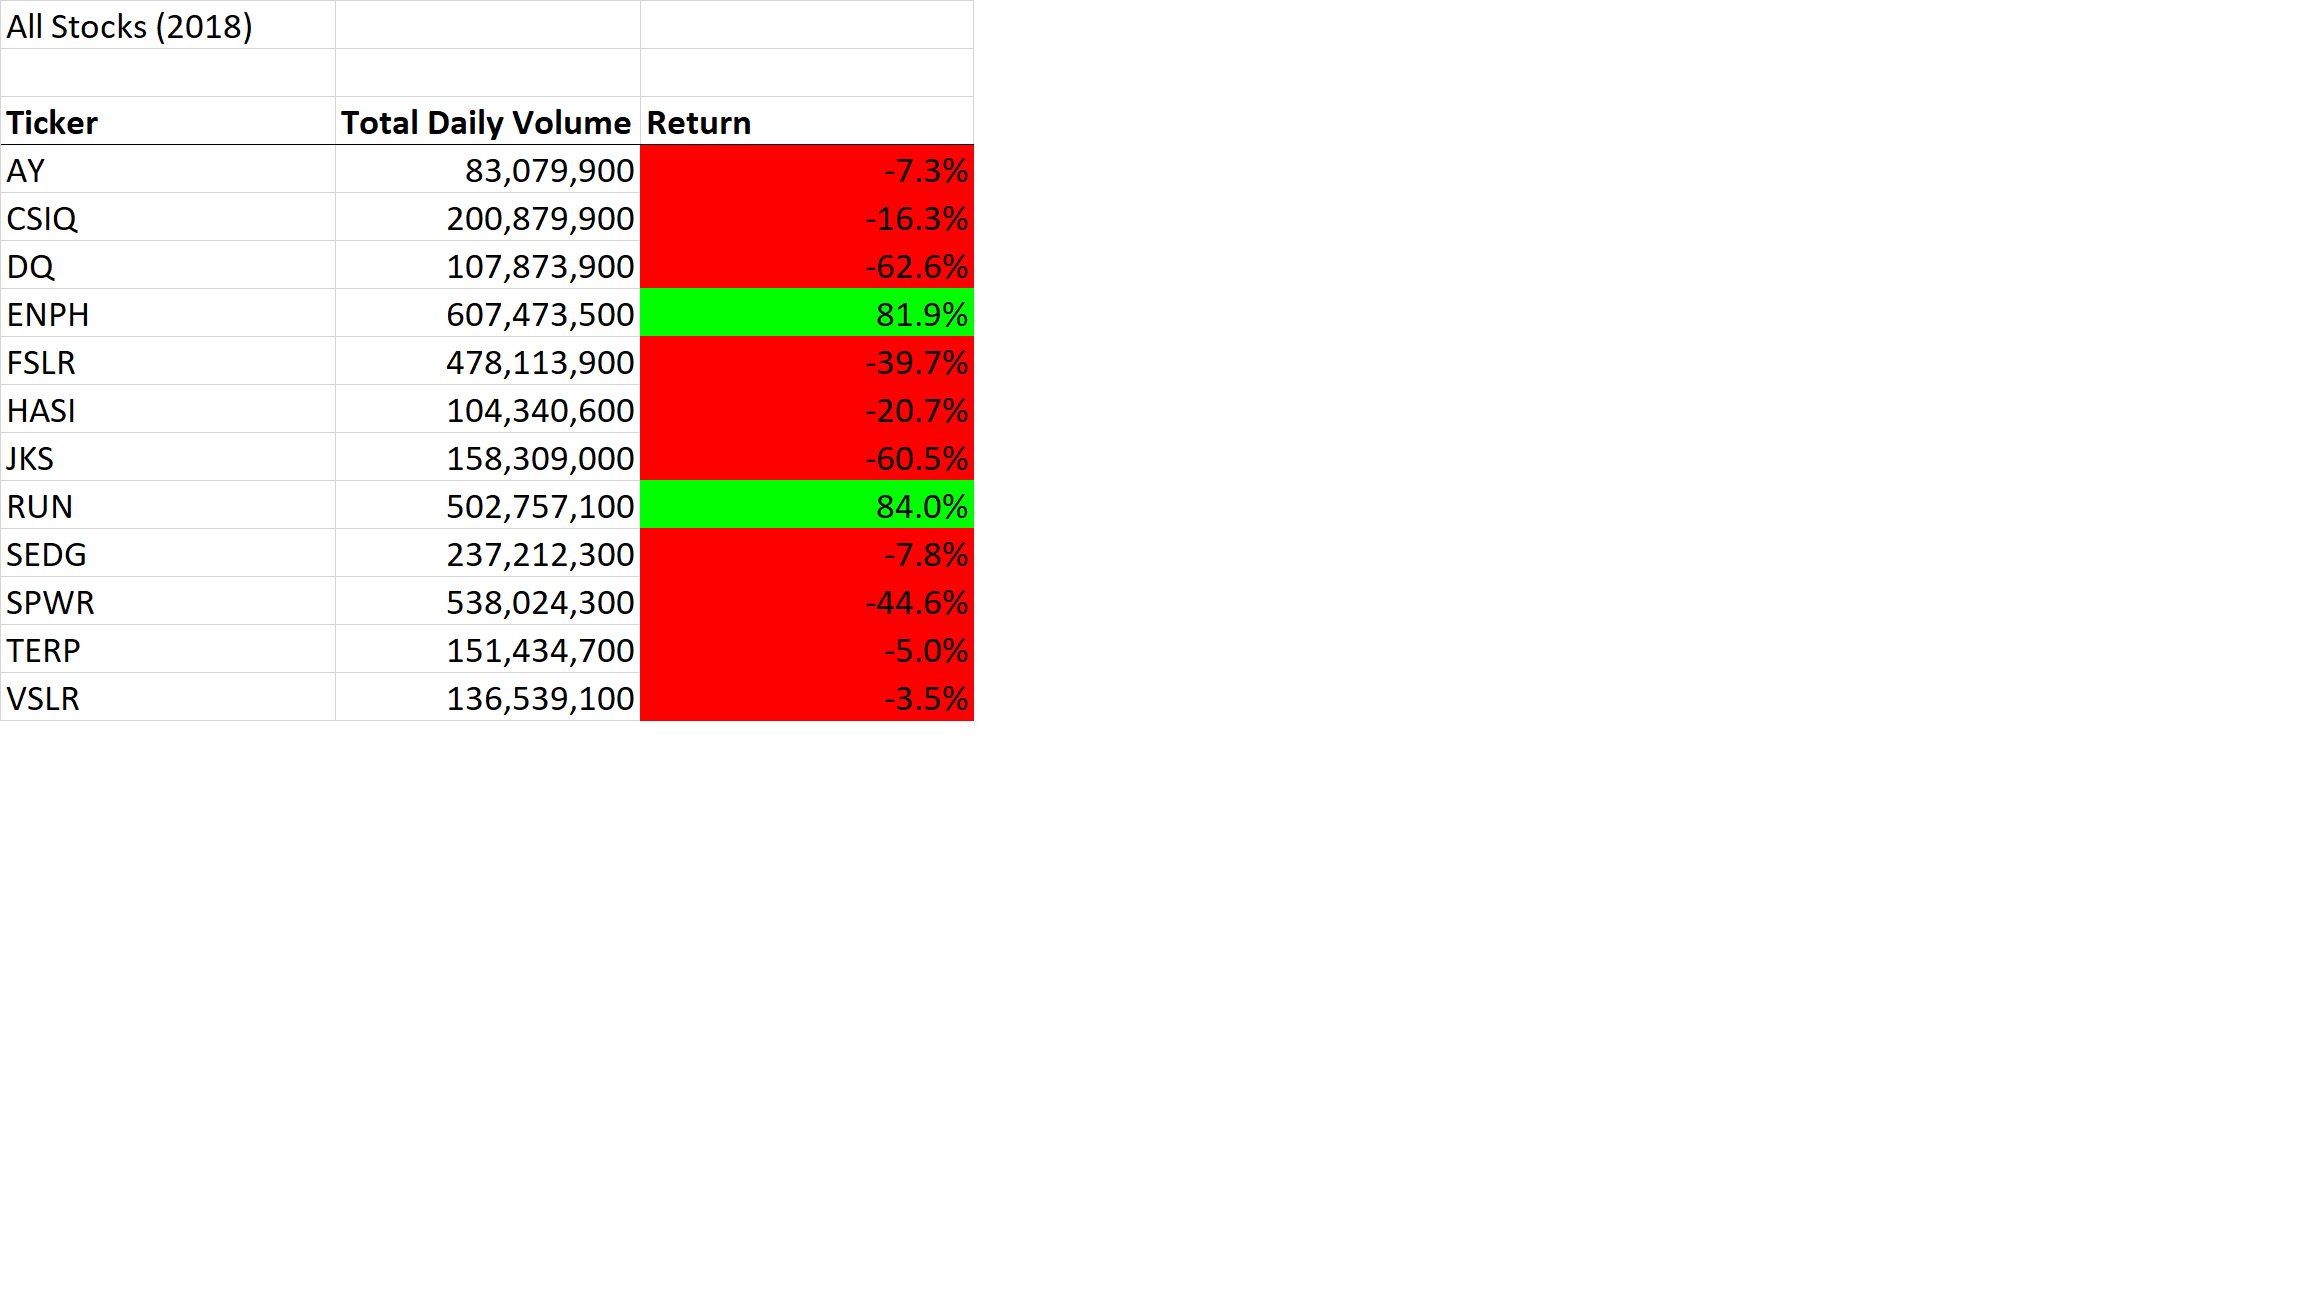 All Stocks (2018)
Ticker Total Daily Volume Return
AY 83,079,900 -7.3%
CSIQ 200,879,900 -16.3%
DQ 107,873,900 -62.6%
ENPH 607,473,500 81.9%
FSLR 478,113,900 -39.7%
HASI 104,340,600 -20.7%
JKS 158,309,000 -60.5%
RUN 502,757,100 84.0%
SEDG 237,212,300 -7.8%
SPWR 538,024,300 -44.6%
TERP 151,434,700 -5.0%
VSLR 136,539,100 -3.5%